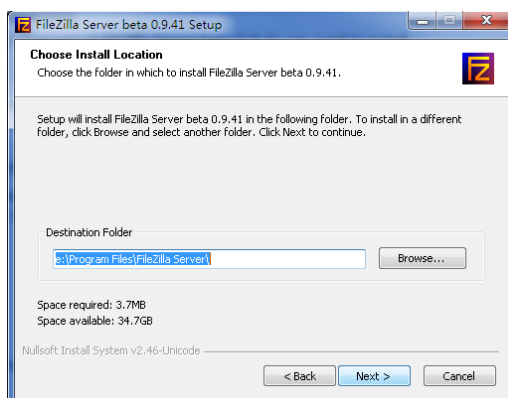 FileZilla Server beta 0.9.41 Setup
Choose Install Location
Choose the folder in which to install FileZilla Server beta 0.9.41.
Setup will install FileZilla Server beta 0.9.41 in the following folder. To install in a different
folder, click Browse and select another folder. Click Next to continue.
Destination Folder
e:\Program Files\FileZilla Server\
Browse...
Space required: 3.7MB
Space available: 34.7GB
Nullsoft Install System v2.46-Unicode
< Back
Next >
Cancel